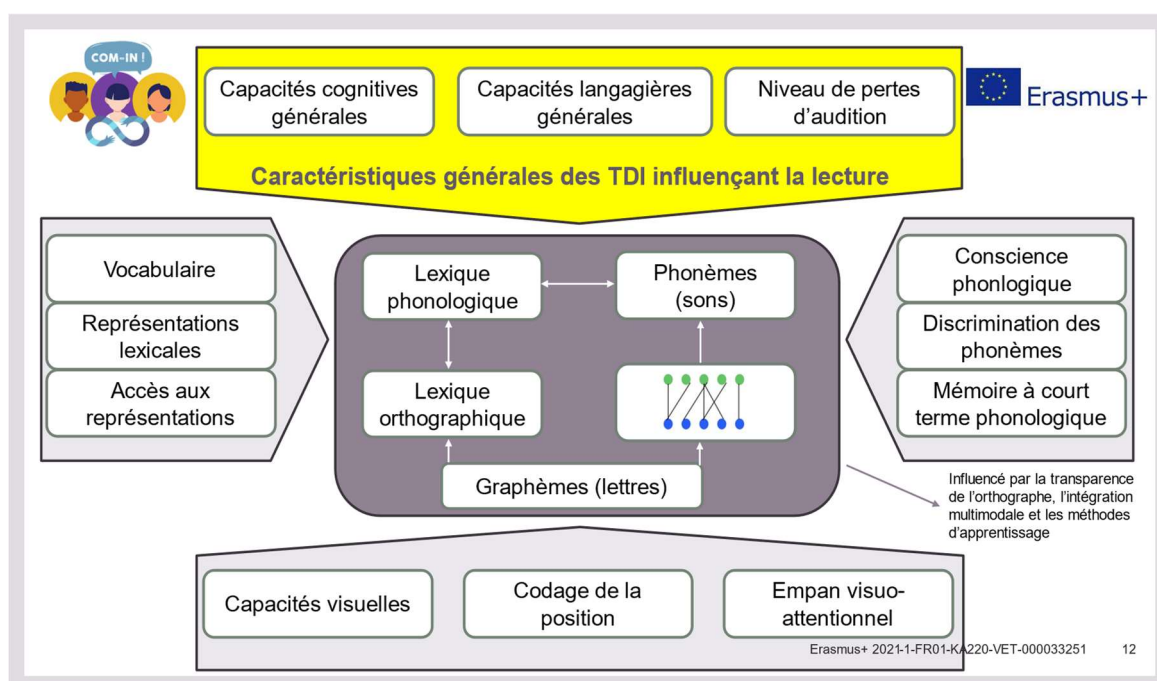 COM-IN !
Capacités cognitives
générales
Capacités langagières
générales
Niveau de pertes
d'audition
Erasmus+
Caractéristiques générales des TDI influençant la lecture
Vocabulaire
Représentations
lexicales
Accès aux
représentations
Lexique
phonologique
Phonèmes
(sons)
Lexique
orthographique
Graphèmes (lettres)
Conscience
phonlogique
Discrimination des
phonèmes
Mémoire à court
terme phonologique
Influencé par la transparence
de l'orthographe, l'intégration
multimodale et les méthodes
d'apprentissage
Capacités visuelles
Codage de la
position
Empan visuo-
attentionnel
Erasmus+ 2021-1-FR01-KA220-VET-000033251
12